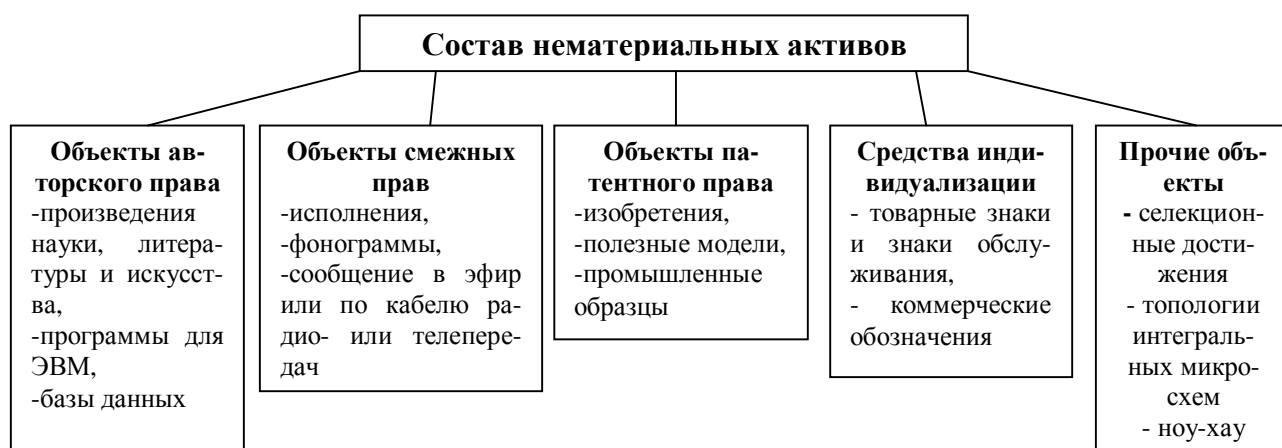 Состав нематериальных активов
Объекты ав-
торского права
-произведения
науки, литера-
туры и искусст-
ва,
-программы для
ЭВМ,
-базы данных
Объекты смежных
прав
-исполнения,
-фонограммы,
-сообщение в эфир
или по кабелю ра-
дио- или телепере-
дач
Объекты па-
тентного права
-изобретения,
-полезные модели,
-промышленные
образцы
Средства инди-
видуализации
- товарные знаки
и знаки обслу-
живания,
- коммерческие
обозначения
Прочие объ-
екты
- селекцион-
ные дости-
жения
- топологии
интеграль-
ных микро-
схем
- ноу-хау